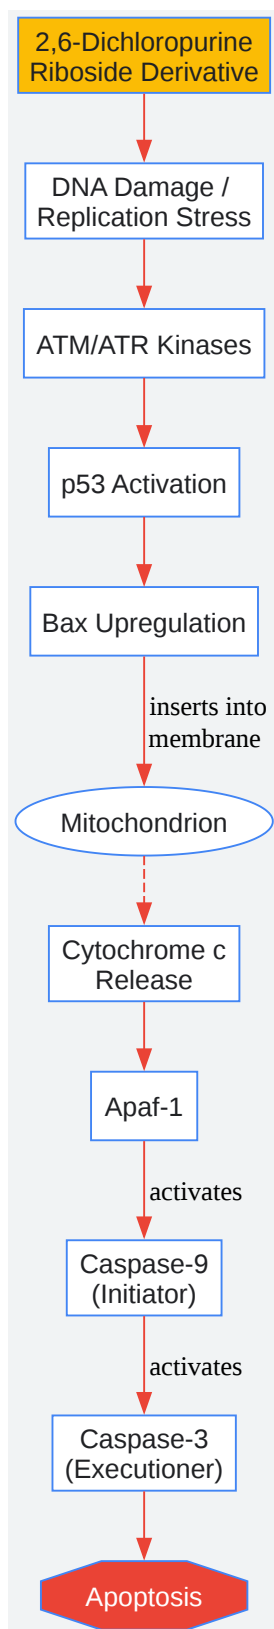 2,6-Dichloropurine
Riboside Derivative
DNA Damage /
Replication Stress
ATM/ATR Kinases
p53 Activation
Bax Upregulation
inserts into
membrane
Mitochondrion
Cytochrome c
Release
Apaf-1
activates
Caspase-9
(Initiator)
activates
Caspase-3
(Executioner)
Apoptosis